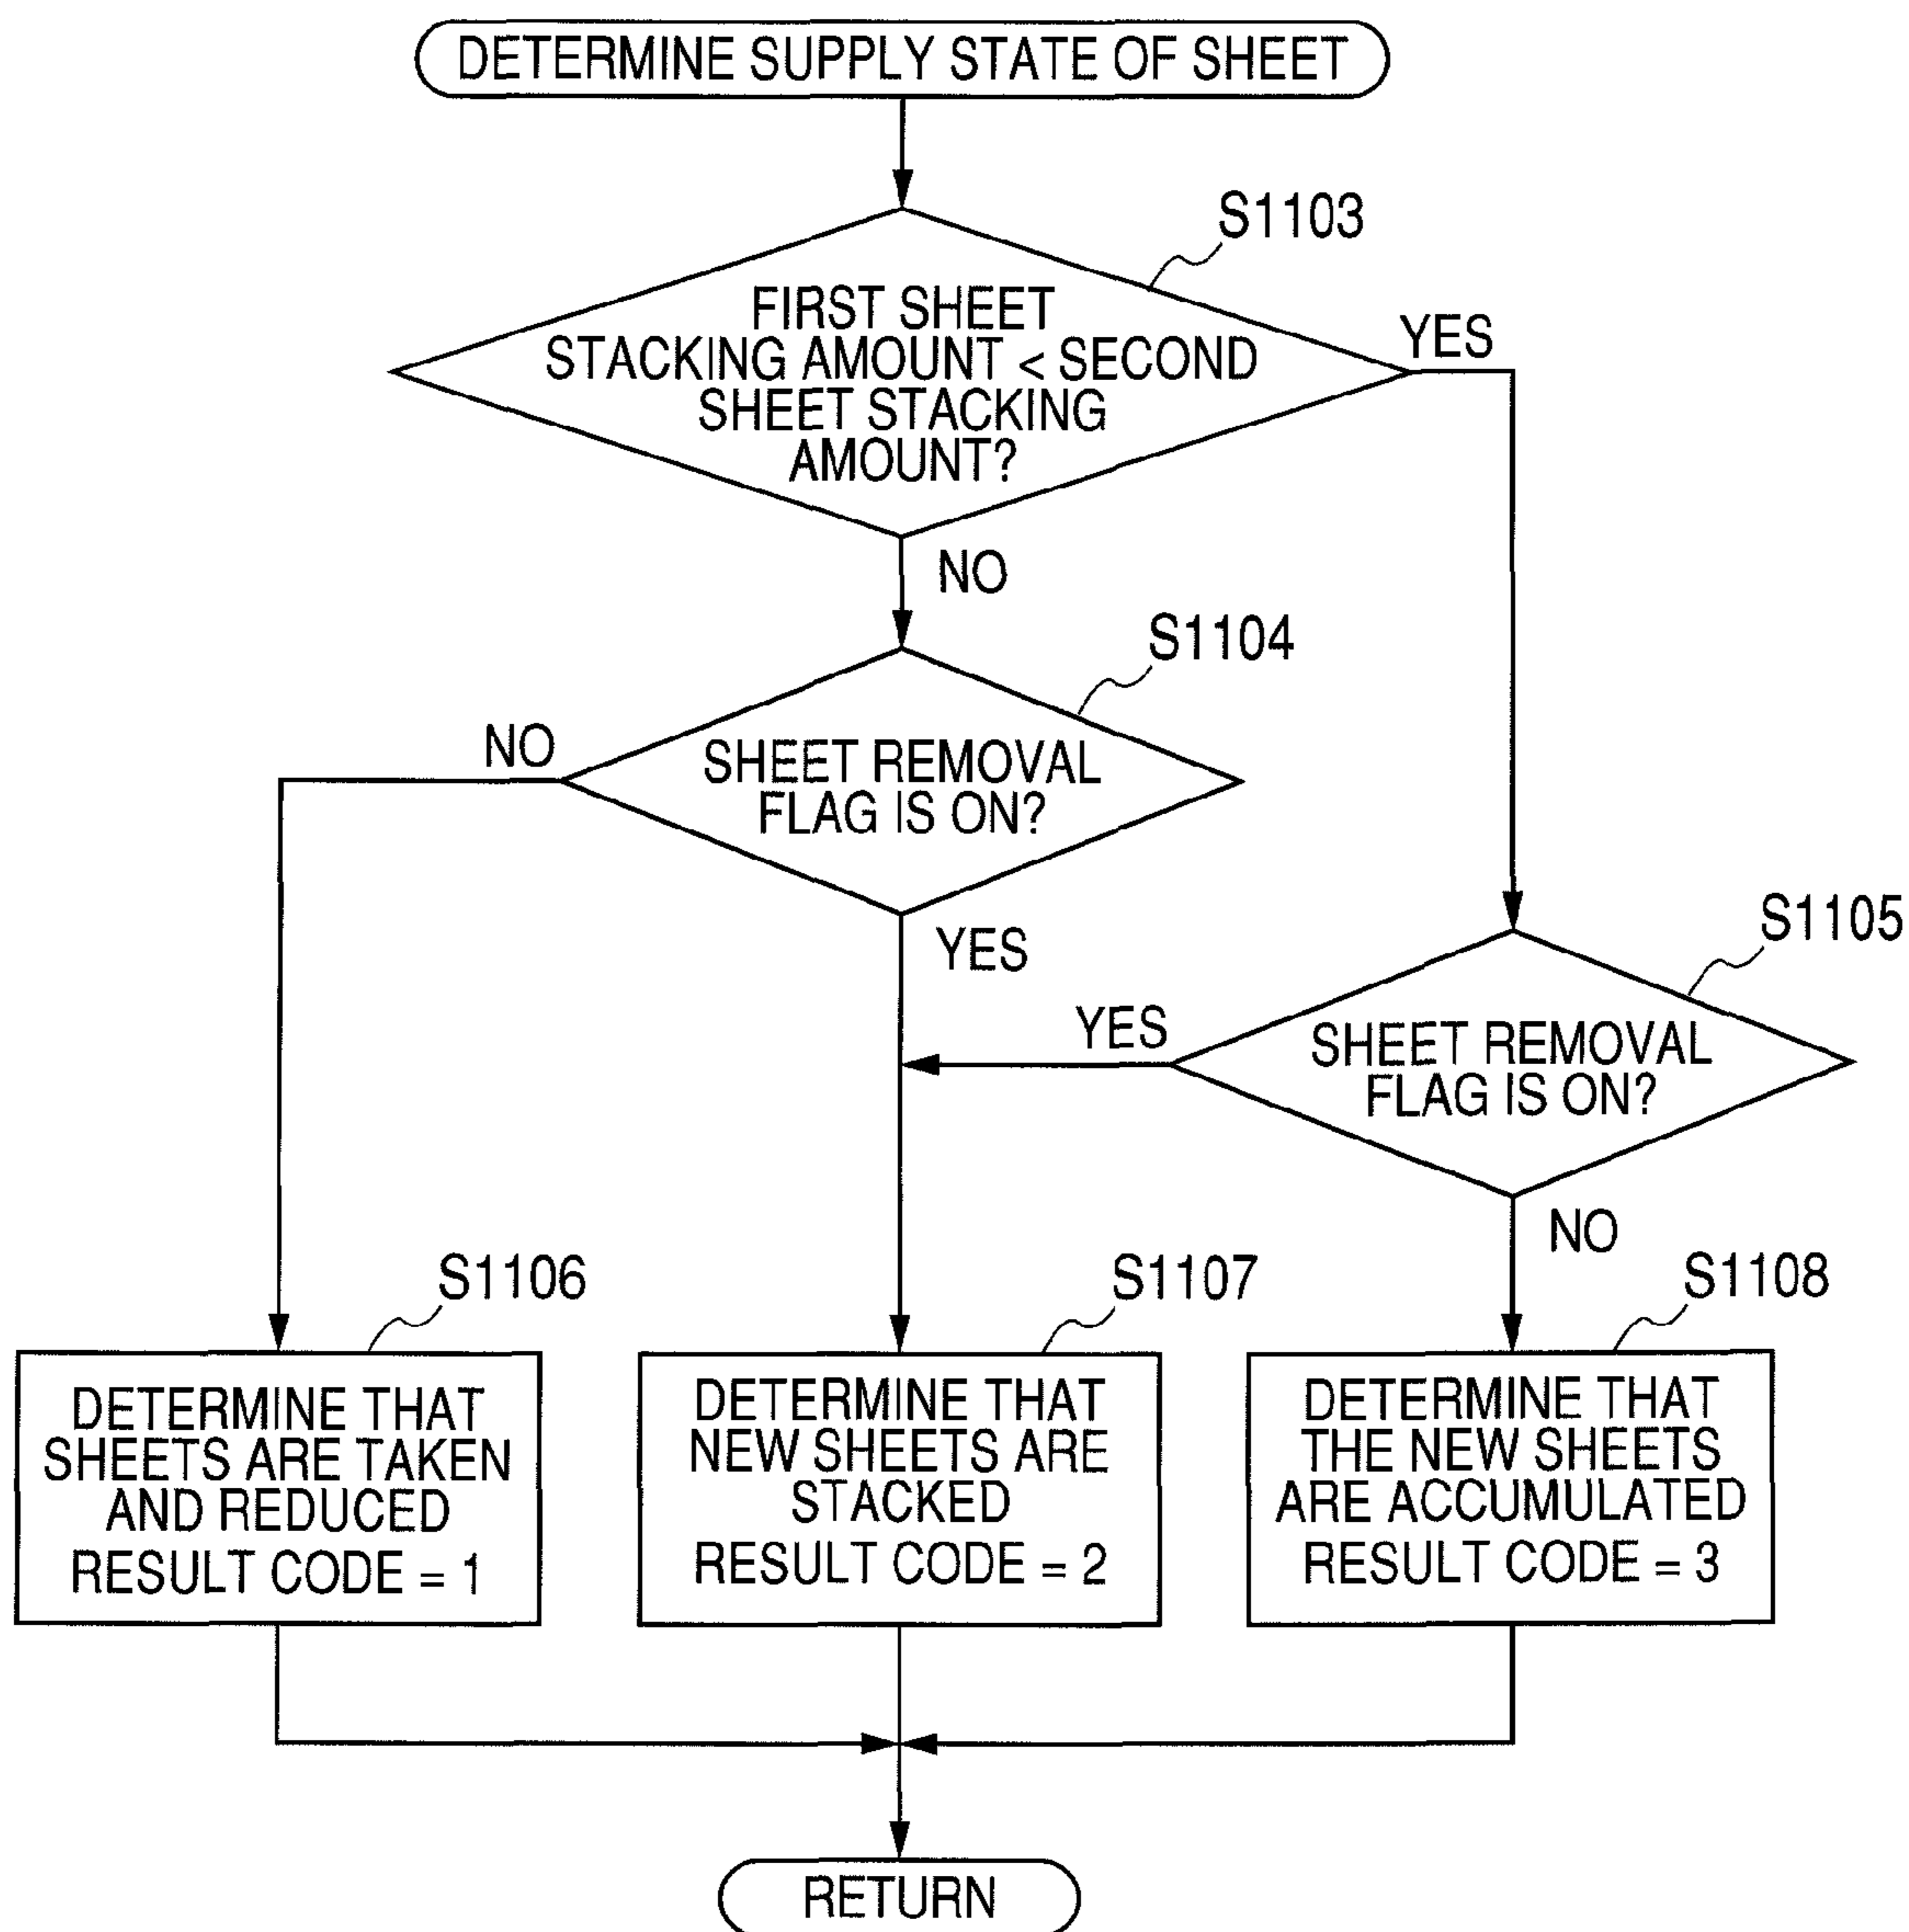 DETERMINE SUPPLY STATE OF SHEET
S1103
FIRST SHEET
STACKING AMOUNT < SECOND
SHEET STACKING
AMOUNT?
YES
NO
S1104
NO
SHEET REMOVAL
FLAG IS ON?
YES
S1105
YES
SHEET REMOVAL
FLAG IS ON?
NO
S1106
DETERMINE THAT
SHEETS ARE TAKEN
AND REDUCED
RESULT CODE = 1
S1107
DETERMINE THAT
NEW SHEETS ARE
STACKED
RESULT CODE = 2
S1108
DETERMINE THAT
THE NEW SHEETS
ARE ACCUMULATED
RESULT CODE = 3
RETURN